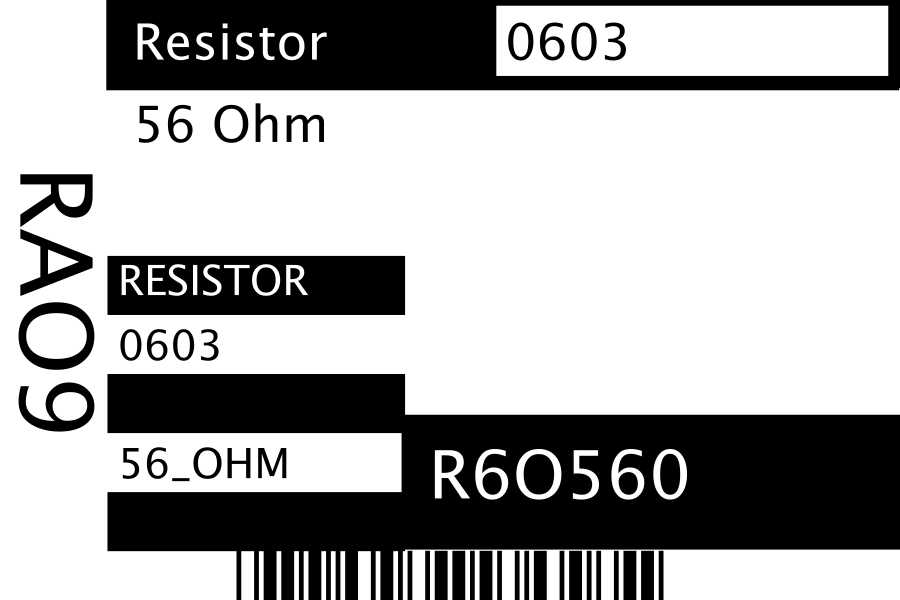 Resistor
0603
56 Ohm
RAO9
RESISTOR
0603
56_OHM
R6O560